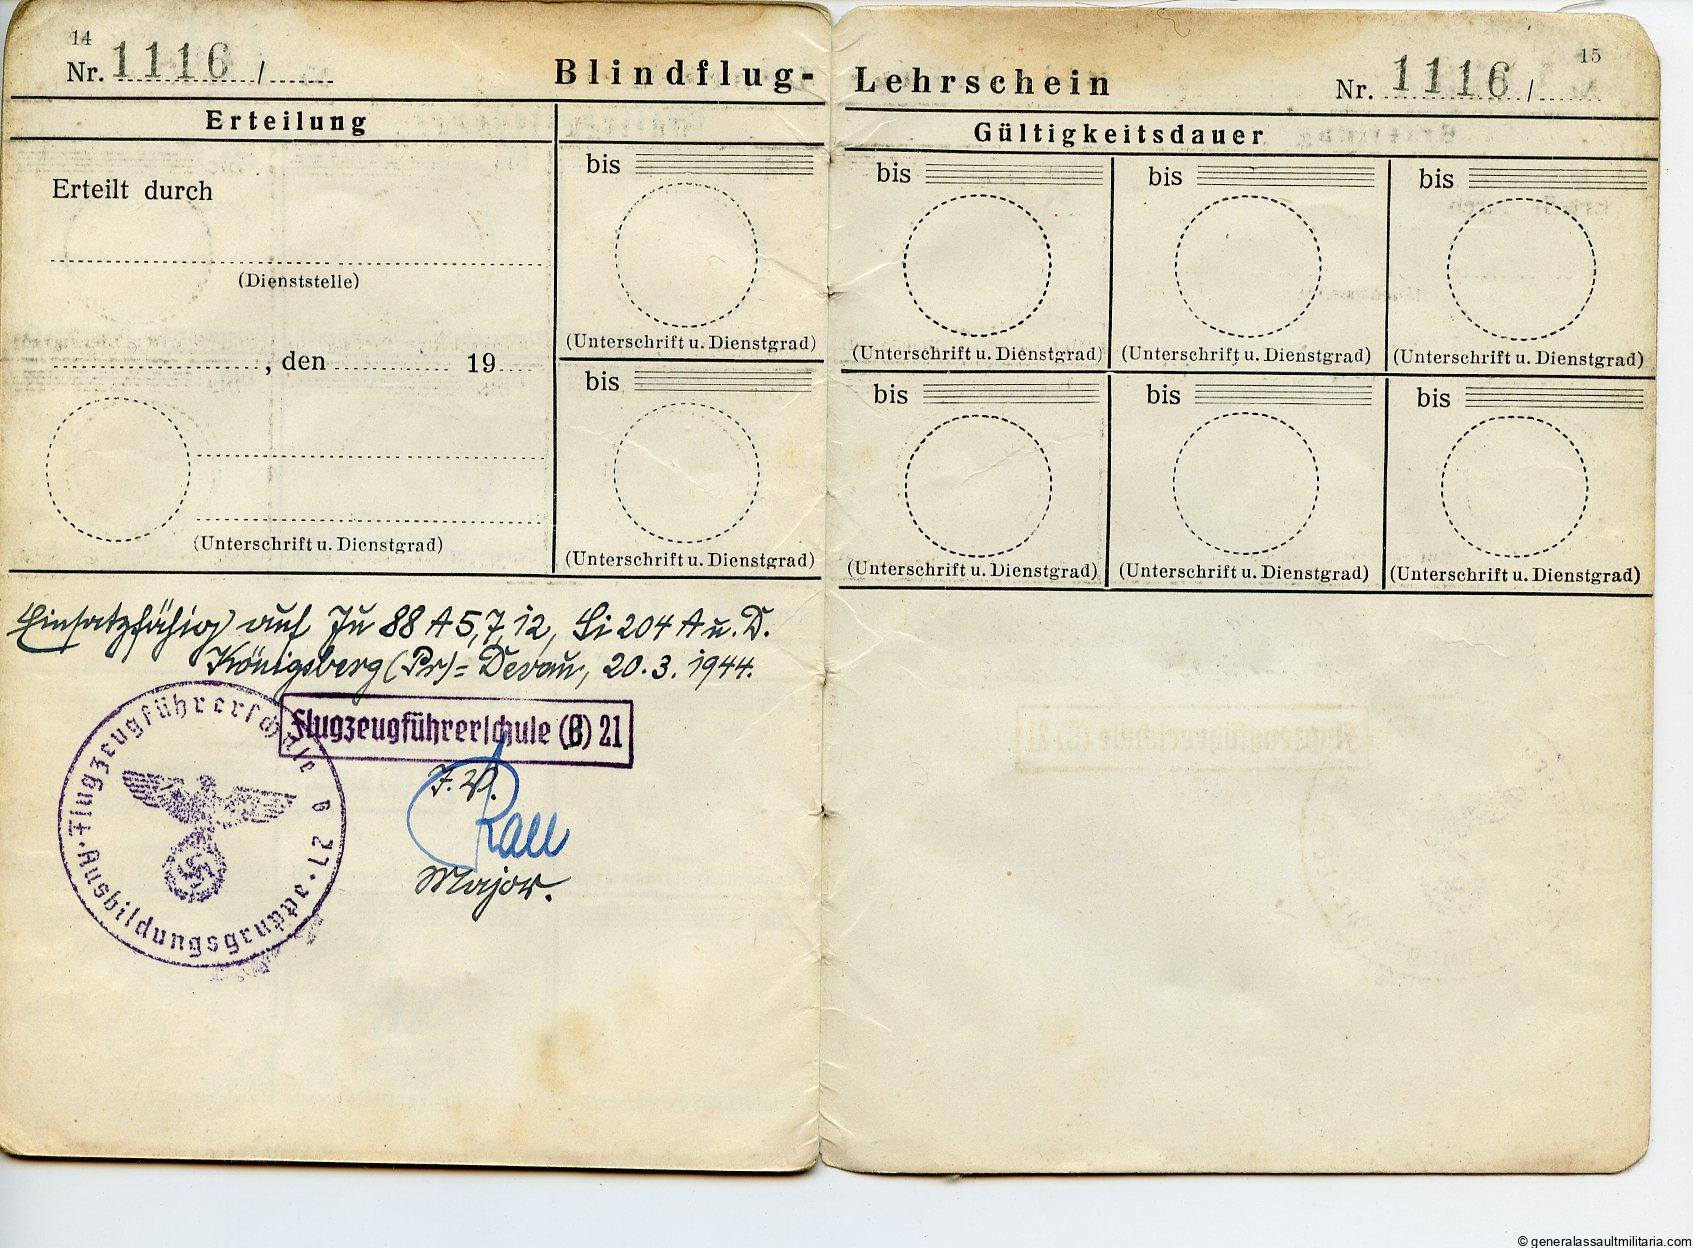 14
Nr. 1116 /
Blindflug-
Erteilung
Erteilt durch
(Dienststelle)
, den 19
(Unterschrift u. Dienstgrad)
bis
(Unterschrift u. Dienstgrad)
bis
(Unterschrift u. Dienstgrad)
Einsatzfähig auf Ju 88 A 5, 7, 12, Si 204 A u. D.
Königsberg (Pr) = Devau, 20.3.1944.
Flugzeugführerschule (B) 21
Flugzeugführerschule B 21 · Ausbildungsgruppe ·
J.V.
Rall
Major.
15
Lehrschein
Nr. 1116 /
Gültigkeitsdauer
bis bis bis
(Unterschrift u. Dienstgrad) (Unterschrift u. Dienstgrad) (Unterschrift u. Dienstgrad)
bis bis bis
(Unterschrift u. Dienstgrad) (Unterschrift u. Dienstgrad) (Unterschrift u. Dienstgrad)
© generalassaultmilitaria.com